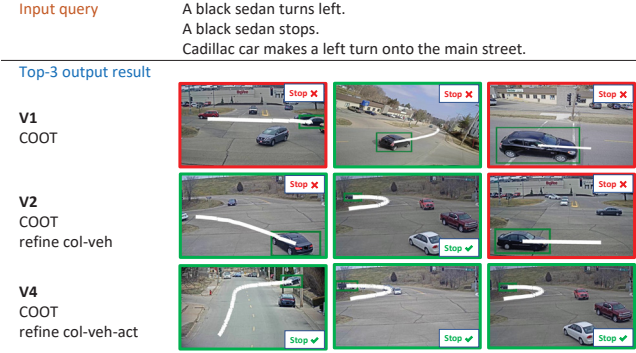 Input query
A black sedan turns left.
A black sedan stops.
Cadillac car makes a left turn onto the main street.
Top-3 output result
V1
COOT
Stop ✘
Stop ✘
Stop ✘
V2
COOT
refine col-veh
Stop ✘
Stop ✔
Stop ✘
V4
COOT
refine col-veh-act
Stop ✔
Stop ✔
Stop ✔